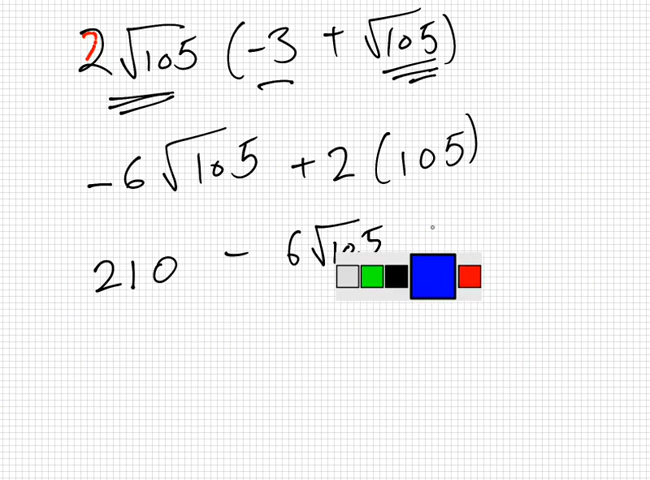 2√105 (-3 + √105)
-6√105 + 2(105)
210 - 6√105